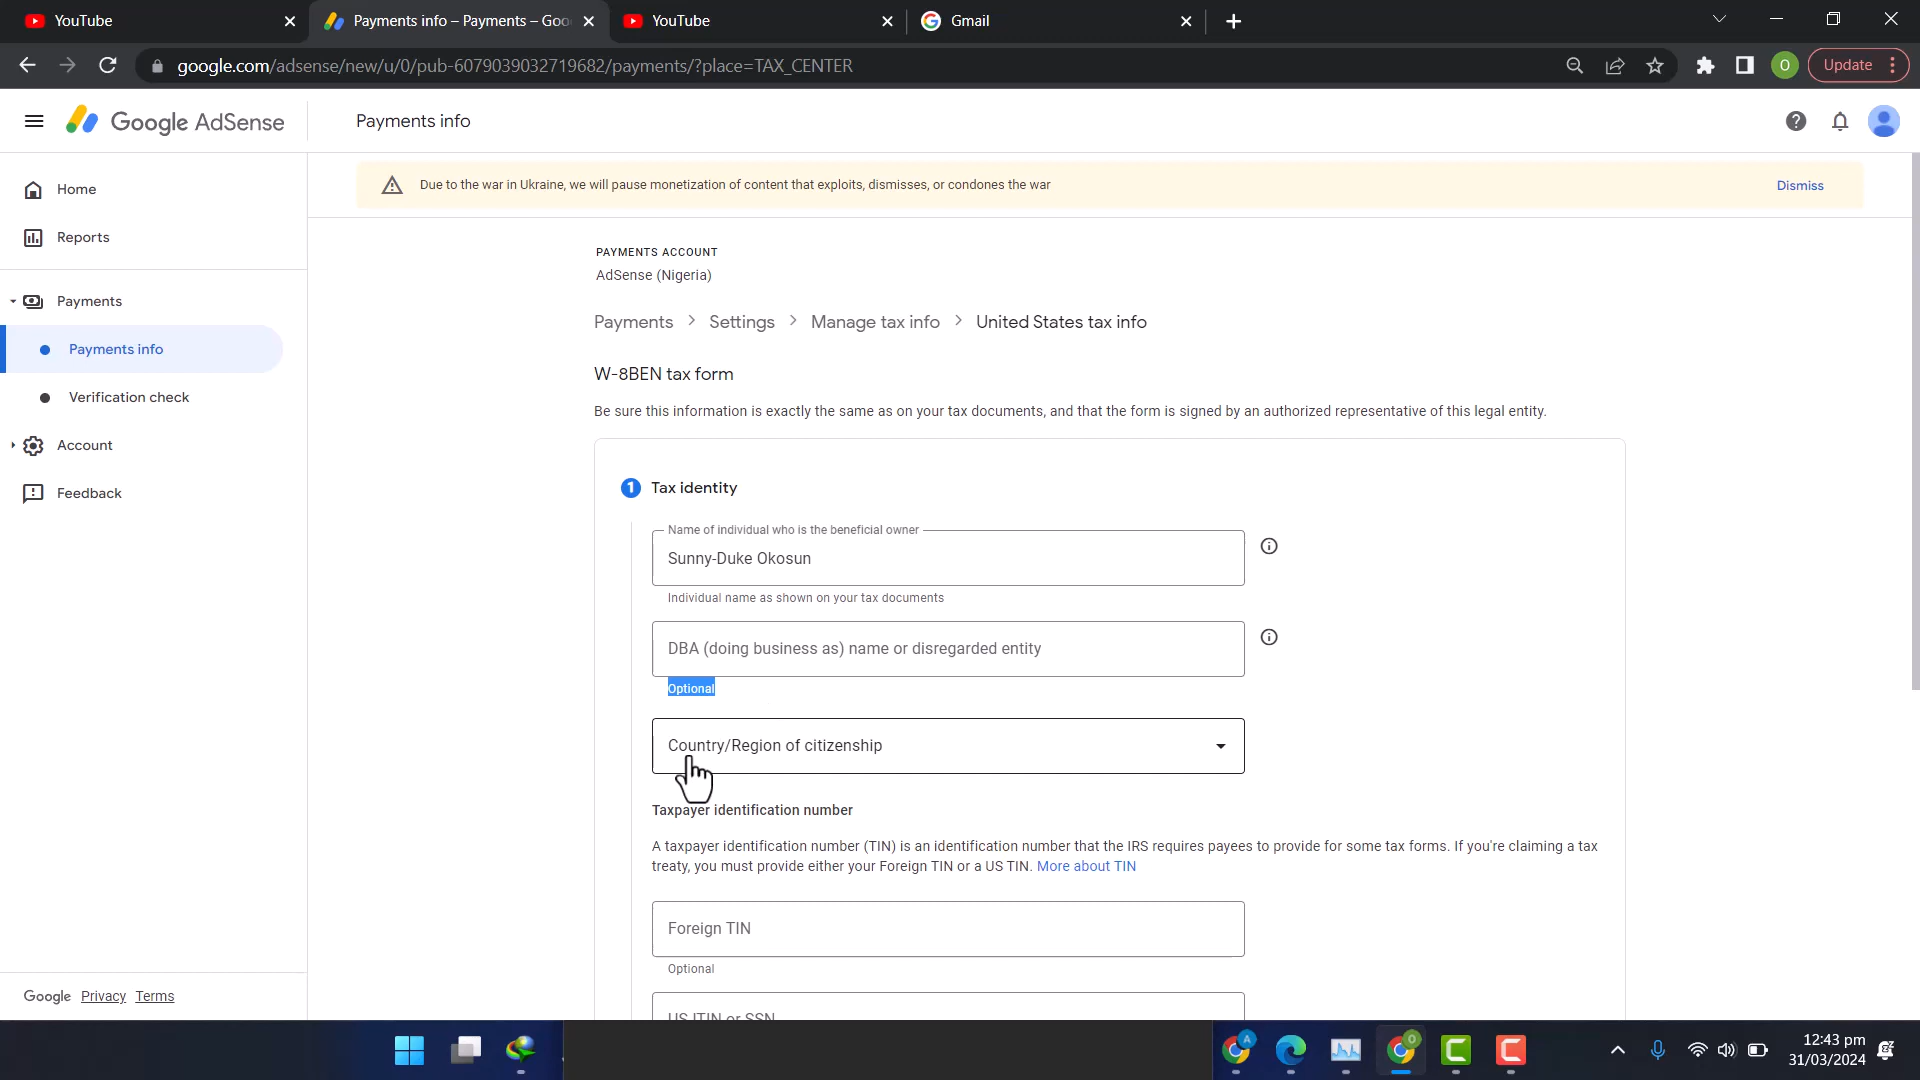 YouTube
Payments info – Payments – Goo
YouTube
Gmail
google.com/adsense/new/u/0/pub-6079039032719682/payments/?place=TAX_CENTER
O
Update
Google AdSense
Payments info
Home
Reports
Payments
Payments info
Verification check
Account
Feedback
Google Privacy Terms
Due to the war in Ukraine, we will pause monetization of content that exploits, dismisses, or condones the war
Dismiss
PAYMENTS ACCOUNT
AdSense (Nigeria)
Payments > Settings > Manage tax info > United States tax info
W-8BEN tax form
Be sure this information is exactly the same as on your tax documents, and that the form is signed by an authorized representative of this legal entity.
1 Tax identity
Name of individual who is the beneficial owner
Sunny-Duke Okosun
Individual name as shown on your tax documents
DBA (doing business as) name or disregarded entity
Optional
Country/Region of citizenship
Taxpayer identification number
A taxpayer identification number (TIN) is an identification number that the IRS requires payees to provide for some tax forms. If you're claiming a tax
treaty, you must provide either your Foreign TIN or a US TIN. More about TIN
Foreign TIN
Optional
US ITIN or SSN
A
O
12:43 pm
31/03/2024